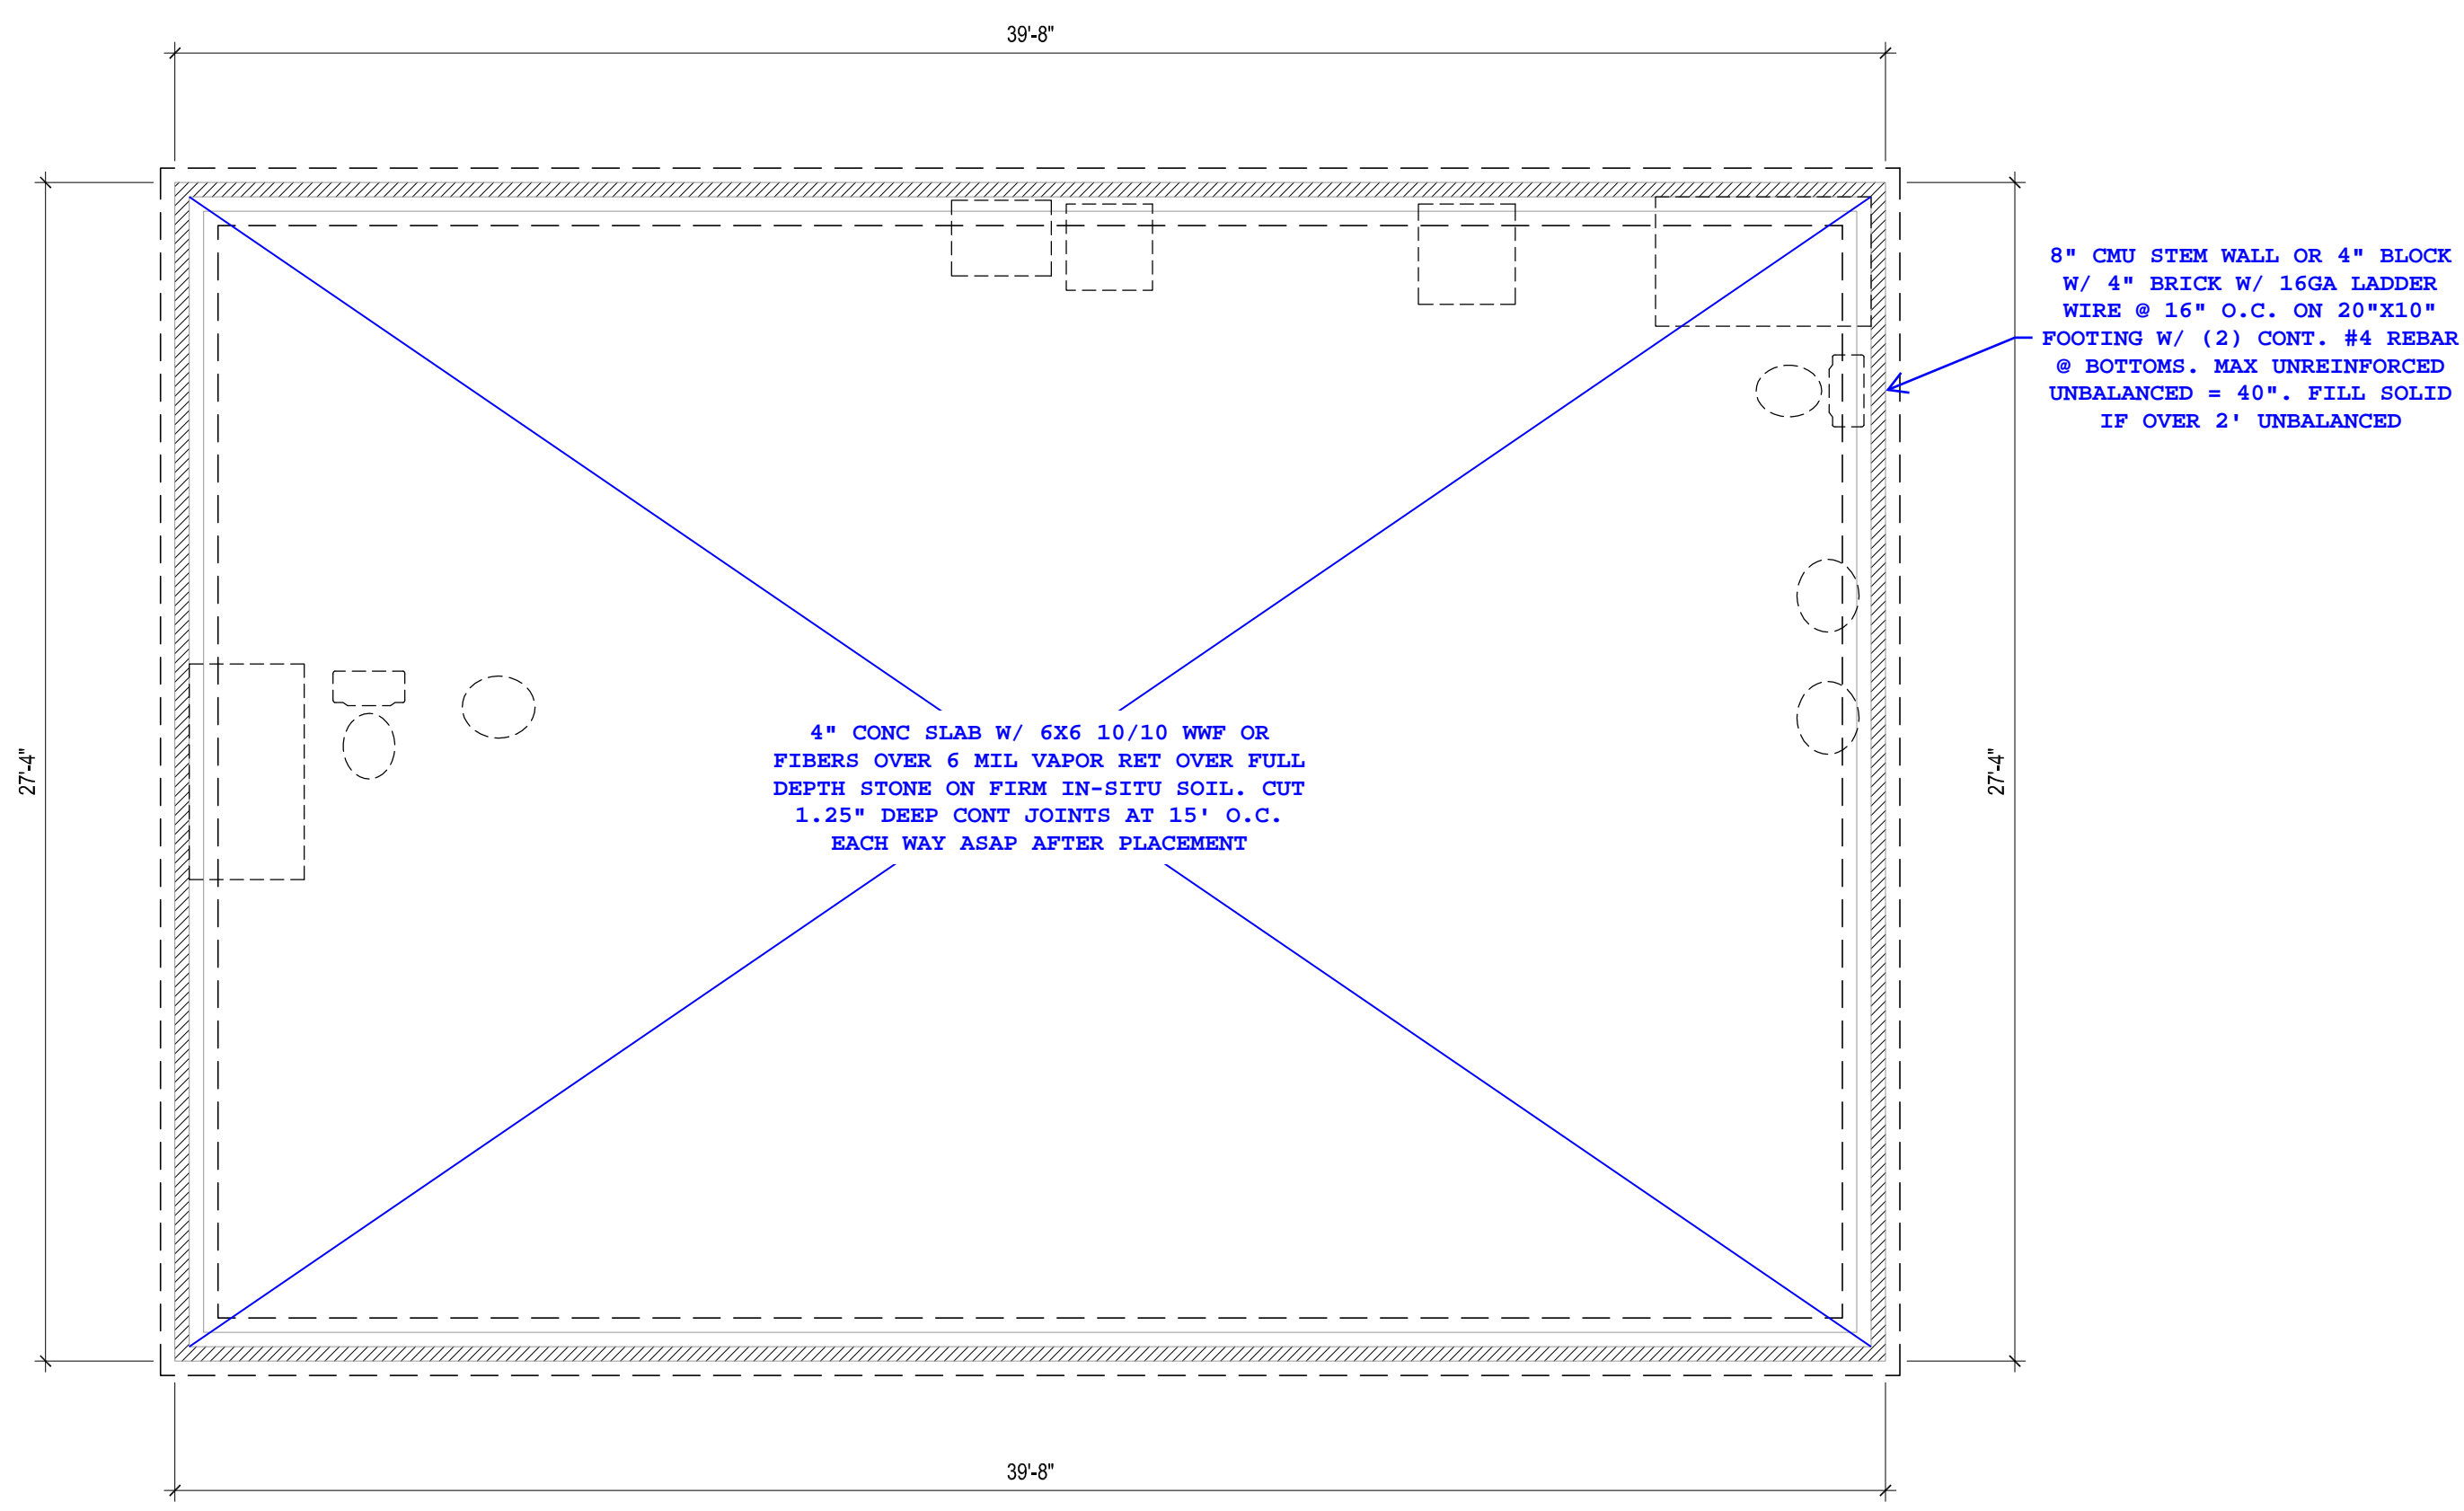 39'-8"
8" CMU STEM WALL OR 4" BLOCK
W/ 4" BRICK W/ 16GA LADDER
WIRE @ 16" O.C. ON 20"X10"
FOOTING W/ (2) CONT. #4 REBAR
@ BOTTOMS. MAX UNREINFORCED
UNBALANCED = 40". FILL SOLID
IF OVER 2' UNBALANCED
27'-4"
4" CONC SLAB W/ 6X6 10/10 WWF OR
FIBERS OVER 6 MIL VAPOR RET OVER FULL
DEPTH STONE ON FIRM IN-SITU SOIL. CUT
1.25" DEEP CONT JOINTS AT 15' O.C.
EACH WAY ASAP AFTER PLACEMENT
27'-4"
39'-8"